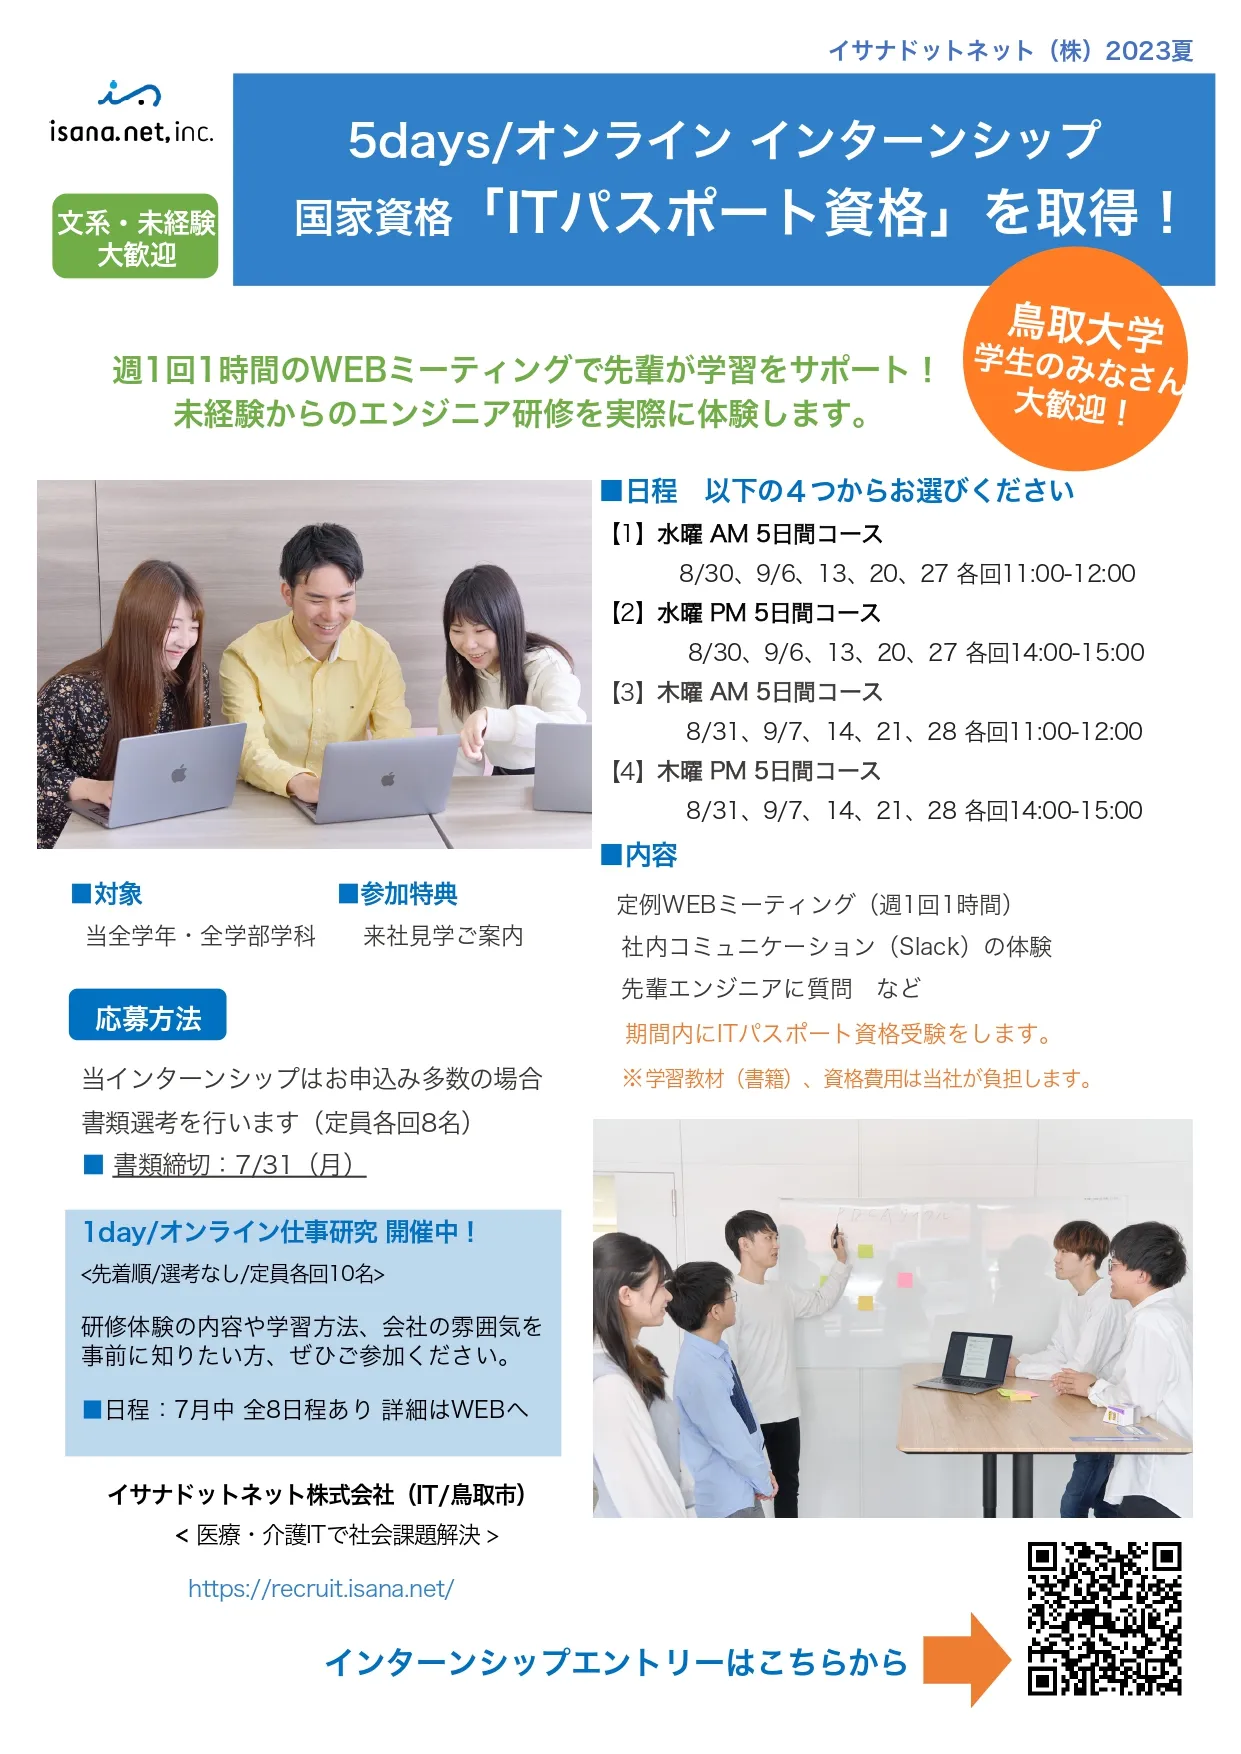 イサナドットネット（株）2023夏
isana.net,inc.
5days/オンライン インターンシップ
国家資格「ITパスポート資格」を取得！
文系・未経験
大歓迎
鳥取大学
学生のみなさん
大歓迎！
週1回1時間のWEBミーティングで先輩が学習をサポート！
未経験からのエンジニア研修を実際に体験します。
■日程　以下の４つからお選びください
【1】水曜 AM 5日間コース
8/30、9/6、13、20、27 各回11:00-12:00
【2】水曜 PM 5日間コース
8/30、9/6、13、20、27 各回14:00-15:00
【3】木曜 AM 5日間コース
8/31、9/7、14、21、28 各回11:00-12:00
【4】木曜 PM 5日間コース
8/31、9/7、14、21、28 各回14:00-15:00
■内容
定例WEBミーティング（週1回1時間）
社内コミュニケーション（Slack）の体験
先輩エンジニアに質問　など
期間内にITパスポート資格受験をします。
※学習教材（書籍）、資格費用は当社が負担します。
■対象
当全学年・全学部学科
■参加特典
来社見学ご案内
応募方法
当インターンシップはお申込み多数の場合
書類選考を行います（定員各回8名）
■ 書類締切：7/31（月）
1day/オンライン仕事研究 開催中！
<先着順/選考なし/定員各回10名>
研修体験の内容や学習方法、会社の雰囲気を
事前に知りたい方、ぜひご参加ください。
■日程：7月中 全8日程あり 詳細はWEBへ
PDCAサイクル
イサナドットネット株式会社（IT/鳥取市）
< 医療・介護ITで社会課題解決 >
https://recruit.isana.net/
インターンシップエントリーはこちらから